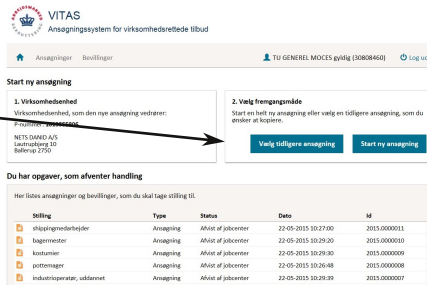 ARBEJDSMARKED
VITAS
Ansøgningssystem for virksomhedsrettede tilbud
Ansøgninger Bevillinger TU GENEREL MOCES gyldig (30808460) Log ud
Start ny ansøgning
1. Virksomhedsenhed
Virksomhedsenhed, som den nye ansøgning vedrører:
P-nummer:
NETS DANID A/S
Lautrupbjerg 10
Ballerup 2750
2. Vælg fremgangsmåde
Start en helt ny ansøgning eller vælg en tidligere ansøgning, som du
ønsker at kopiere.
Vælg tidligere ansøgning Start ny ansøgning
Du har opgaver, som afventer handling
Her listes ansøgninger og bevillinger, som du skal tage stilling til.
Stilling Type Status Dato Id
shippingmedarbejder Ansøgning Afvist af jobcenter 22-05-2015 10:27:00 2015.0000011
bagermester Ansøgning Afvist af jobcenter 22-05-2015 10:29:20 2015.0000010
kostumier Ansøgning Afvist af jobcenter 22-05-2015 10:29:30 2015.0000009
pottemager Ansøgning Afvist af jobcenter 22-05-2015 10:26:48 2015.0000008
industrioperatør, uddannet Ansøgning Afvist af jobcenter 22-05-2015 10:29:39 2015.0000007